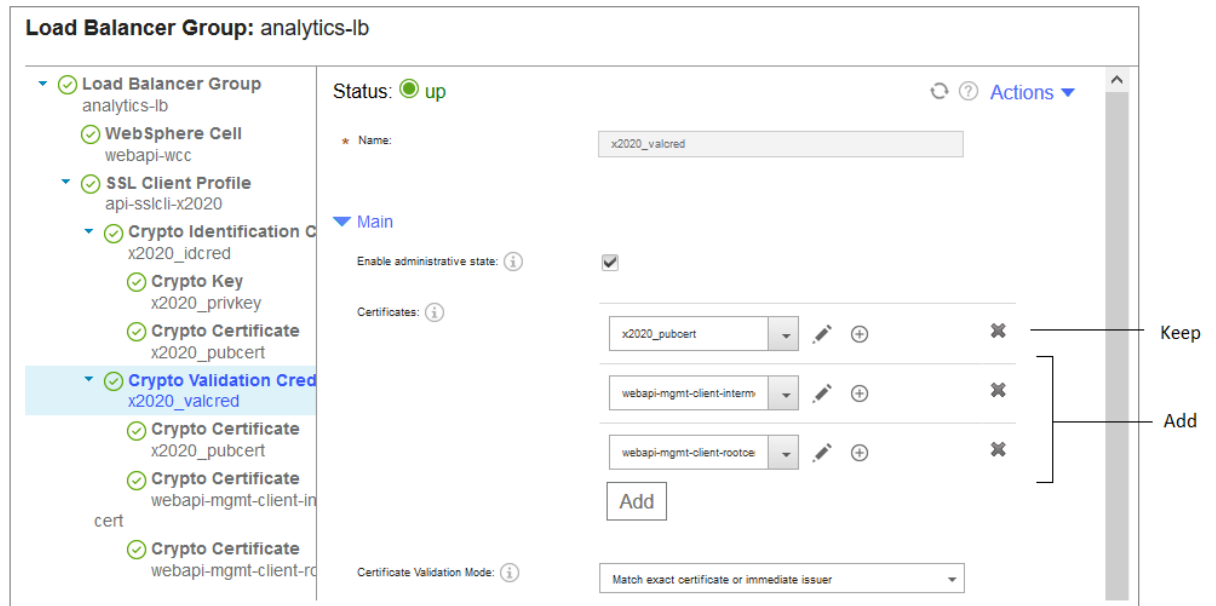 Load Balancer Group: analytics-lb
Load Balancer Group
analytics-lb
WebSphere Cell
webapi-wcc
SSL Client Profile
api-sslcli-x2020
Crypto Identification C
x2020_idcred
Crypto Key
x2020_privkey
Crypto Certificate
x2020_pubcert
Crypto Validation Cred
x2020_valcred
Crypto Certificate
x2020_pubcert
Crypto Certificate
webapi-mgmt-client-in
cert
Crypto Certificate
webapi-mgmt-client-ro
Status: up
? Actions
* Name: x2020_valcred
Main
Enable administrative state: i
Certificates: i
x2020_pubcert
Keep
webapi-mgmt-client-interm
Add
webapi-mgmt-client-rootce
Add
Certificate Validation Mode: i Match exact certificate or immediate issuer